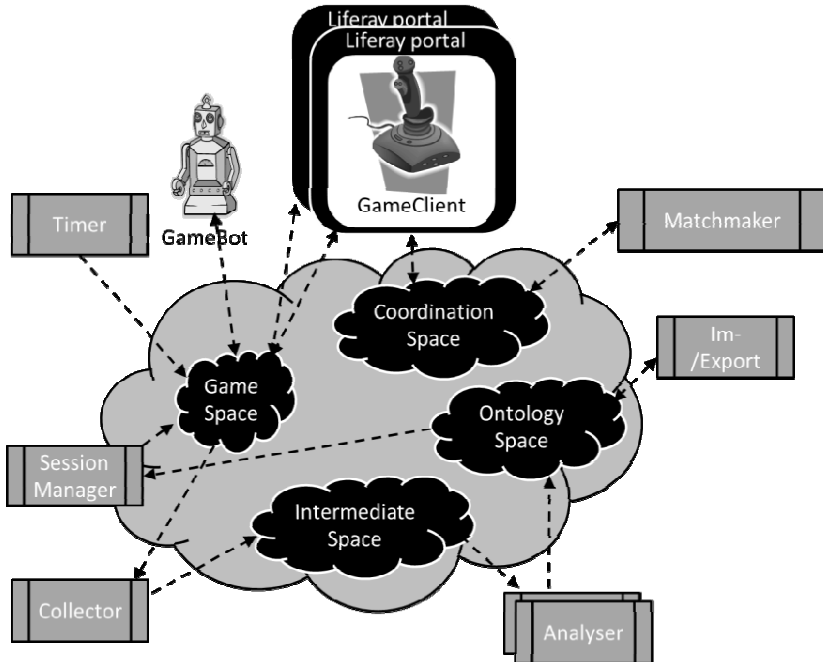 Liferay portal
Liferay portal
GameClient
GameBot
Timer
Matchmaker
Coordination
Space
Im-
/Export
Game
Space
Ontology
Space
Session
Manager
Intermediate
Space
Collector
Analyser